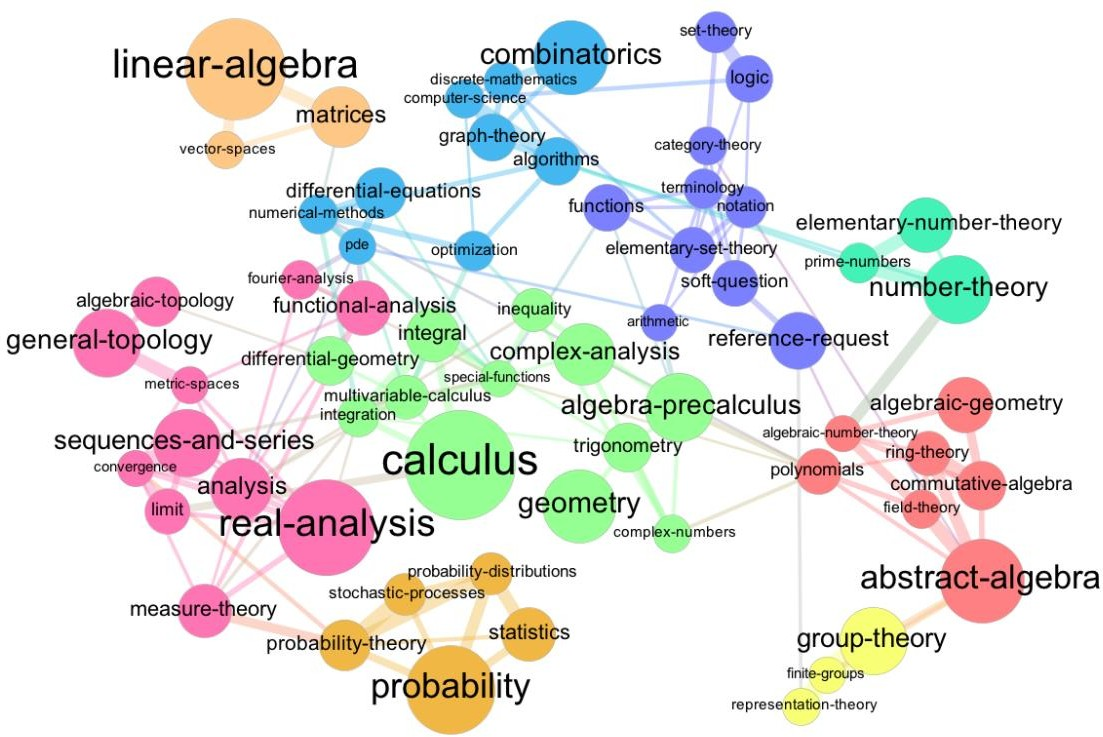 set-theory
combinatorics
linear-algebra
discrete-mathematics
logic
computer-science
matrices
graph-theory
vector-spaces
category-theory
algorithms
terminology
differential-equations
functions
notation
numerical-methods
elementary-number-theory
pde
optimization
elementary-set-theory
prime-numbers
fourier-analysis
soft-question
number-theory
algebraic-topology
functional-analysis
inequality
arithmetic
integral
general-topology
reference-request
differential-geometry
complex-analysis
special-functions
metric-spaces
multivariable-calculus
algebra-precalculus
algebraic-geometry
integration
algebraic-number-theory
sequences-and-series
trigonometry
ring-theory
calculus
convergence
polynomials
analysis
commutative-algebra
geometry
field-theory
limit
real-analysis
complex-numbers
probability-distributions
abstract-algebra
stochastic-processes
measure-theory
statistics
group-theory
probability-theory
finite-groups
probability
representation-theory